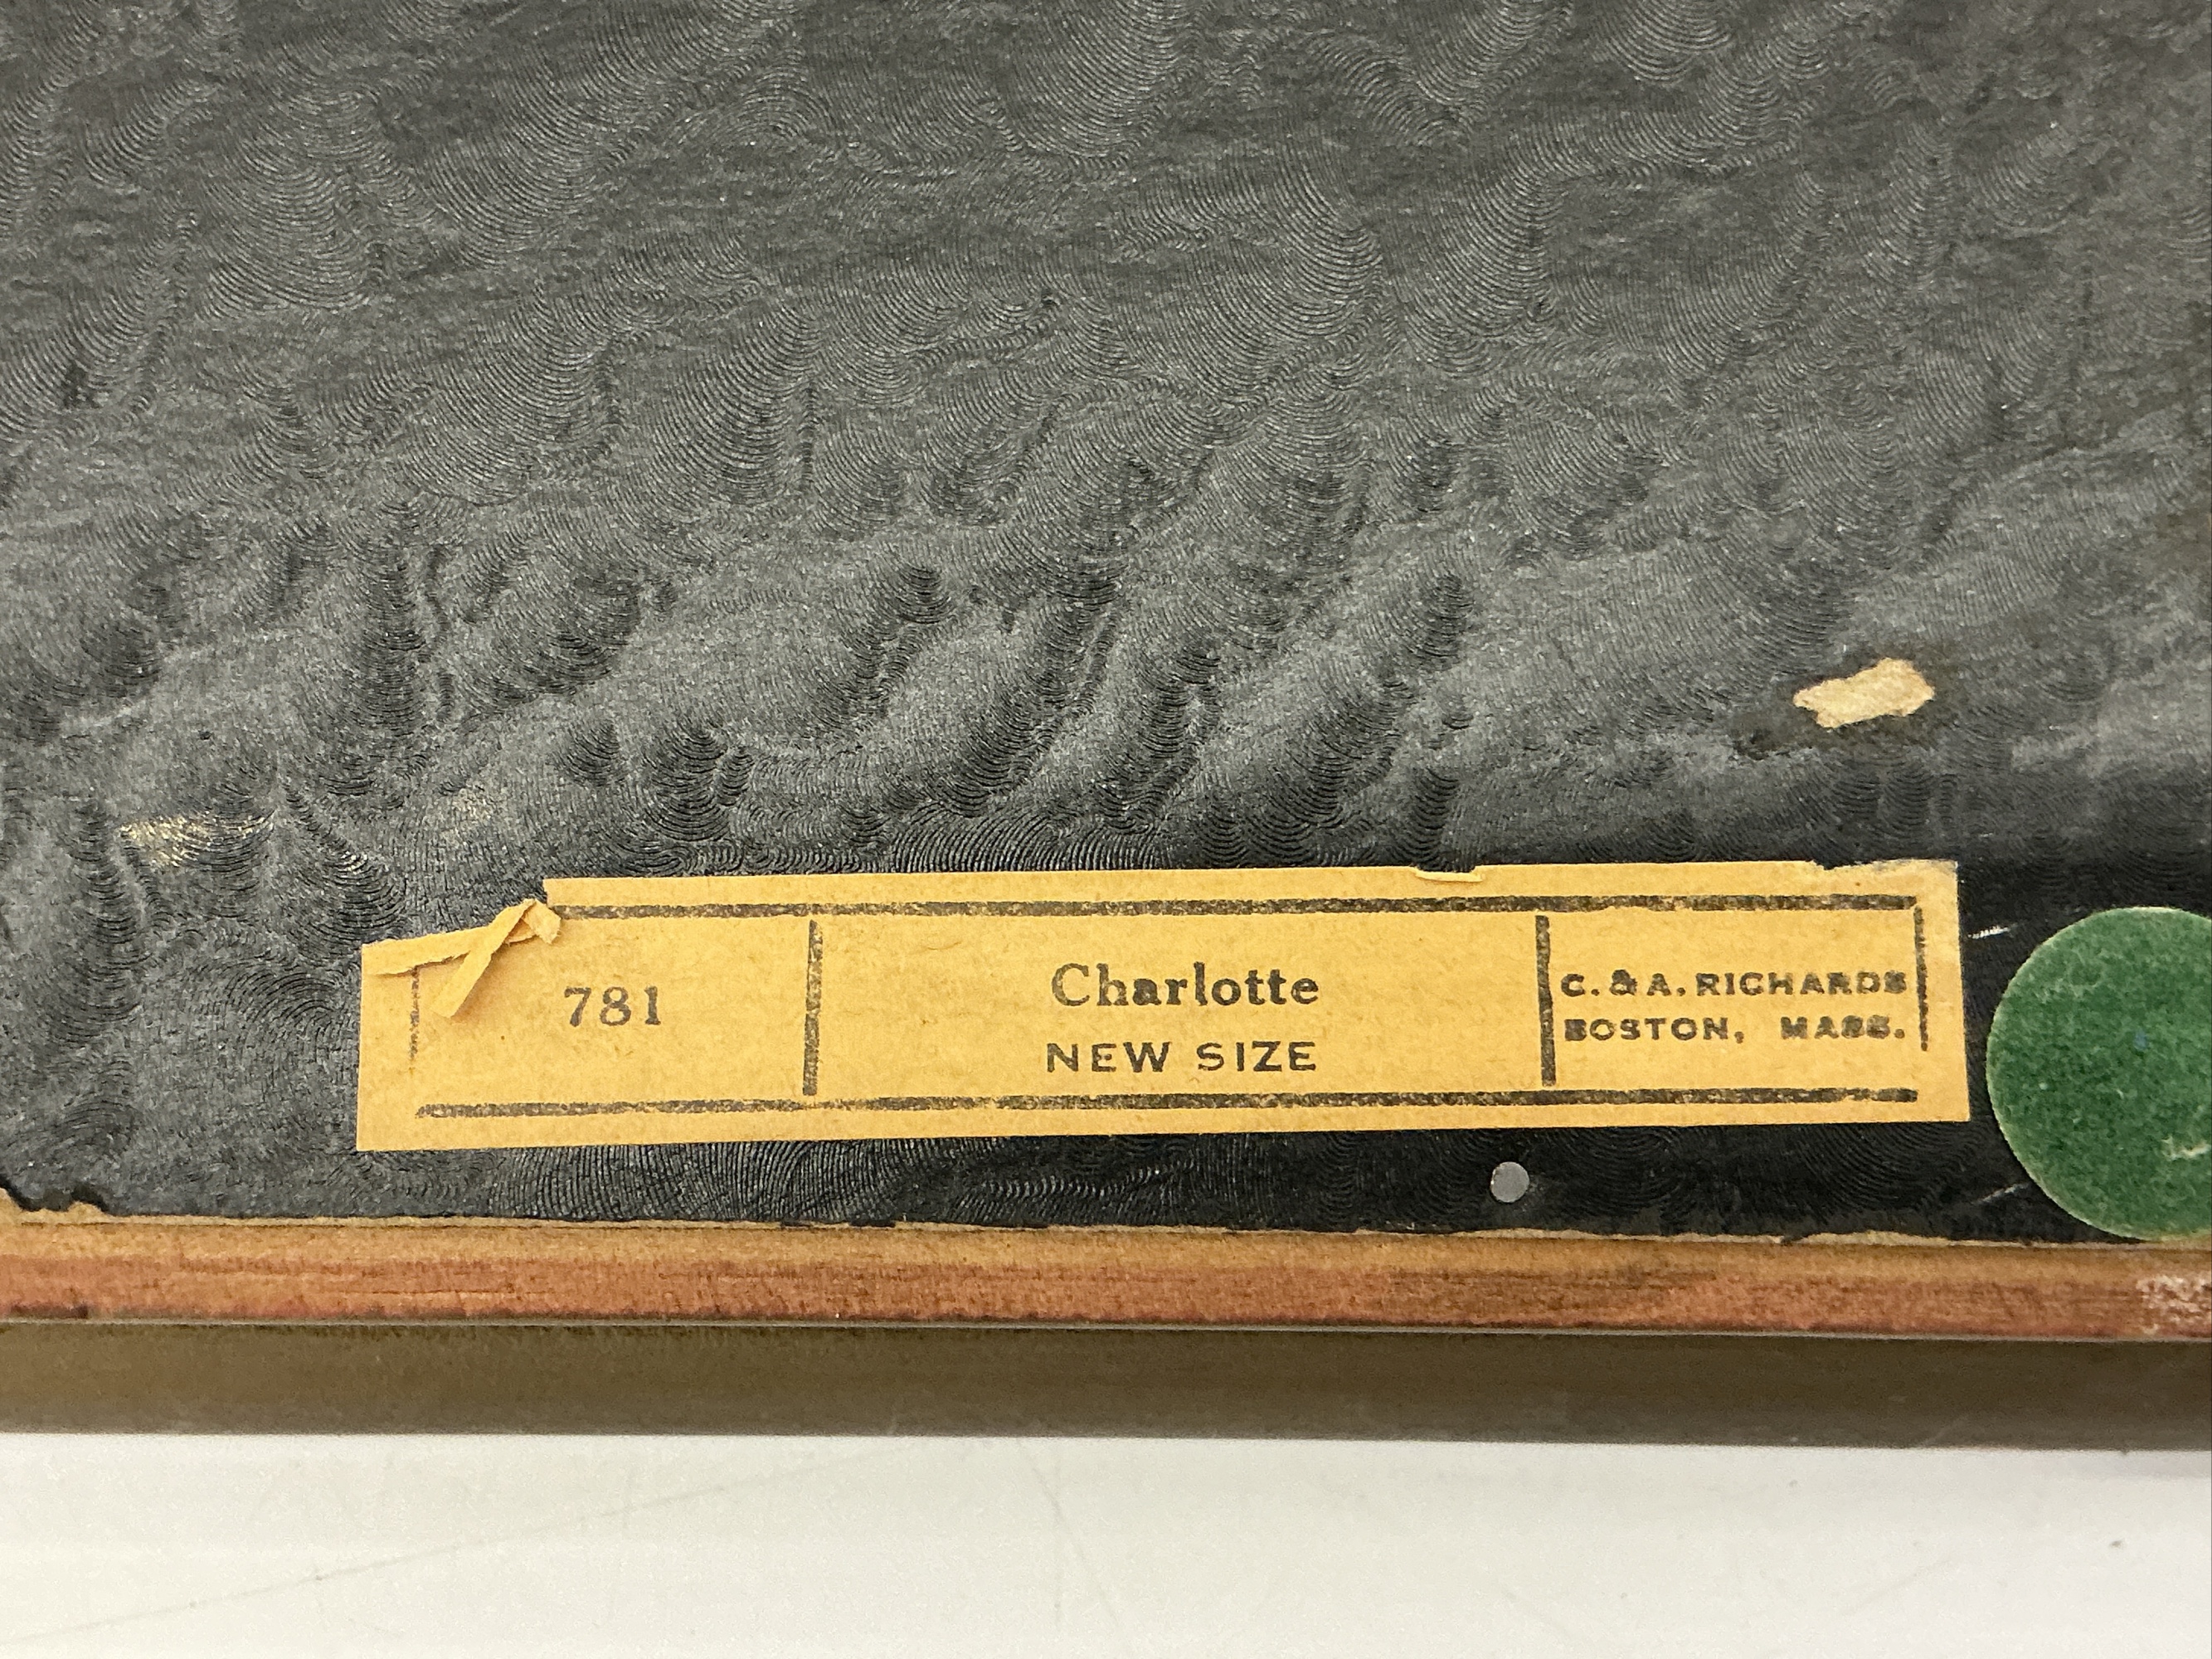 781
Charlotte
NEW SIZE
C. & A. RICHARDS
BOSTON, MASS.